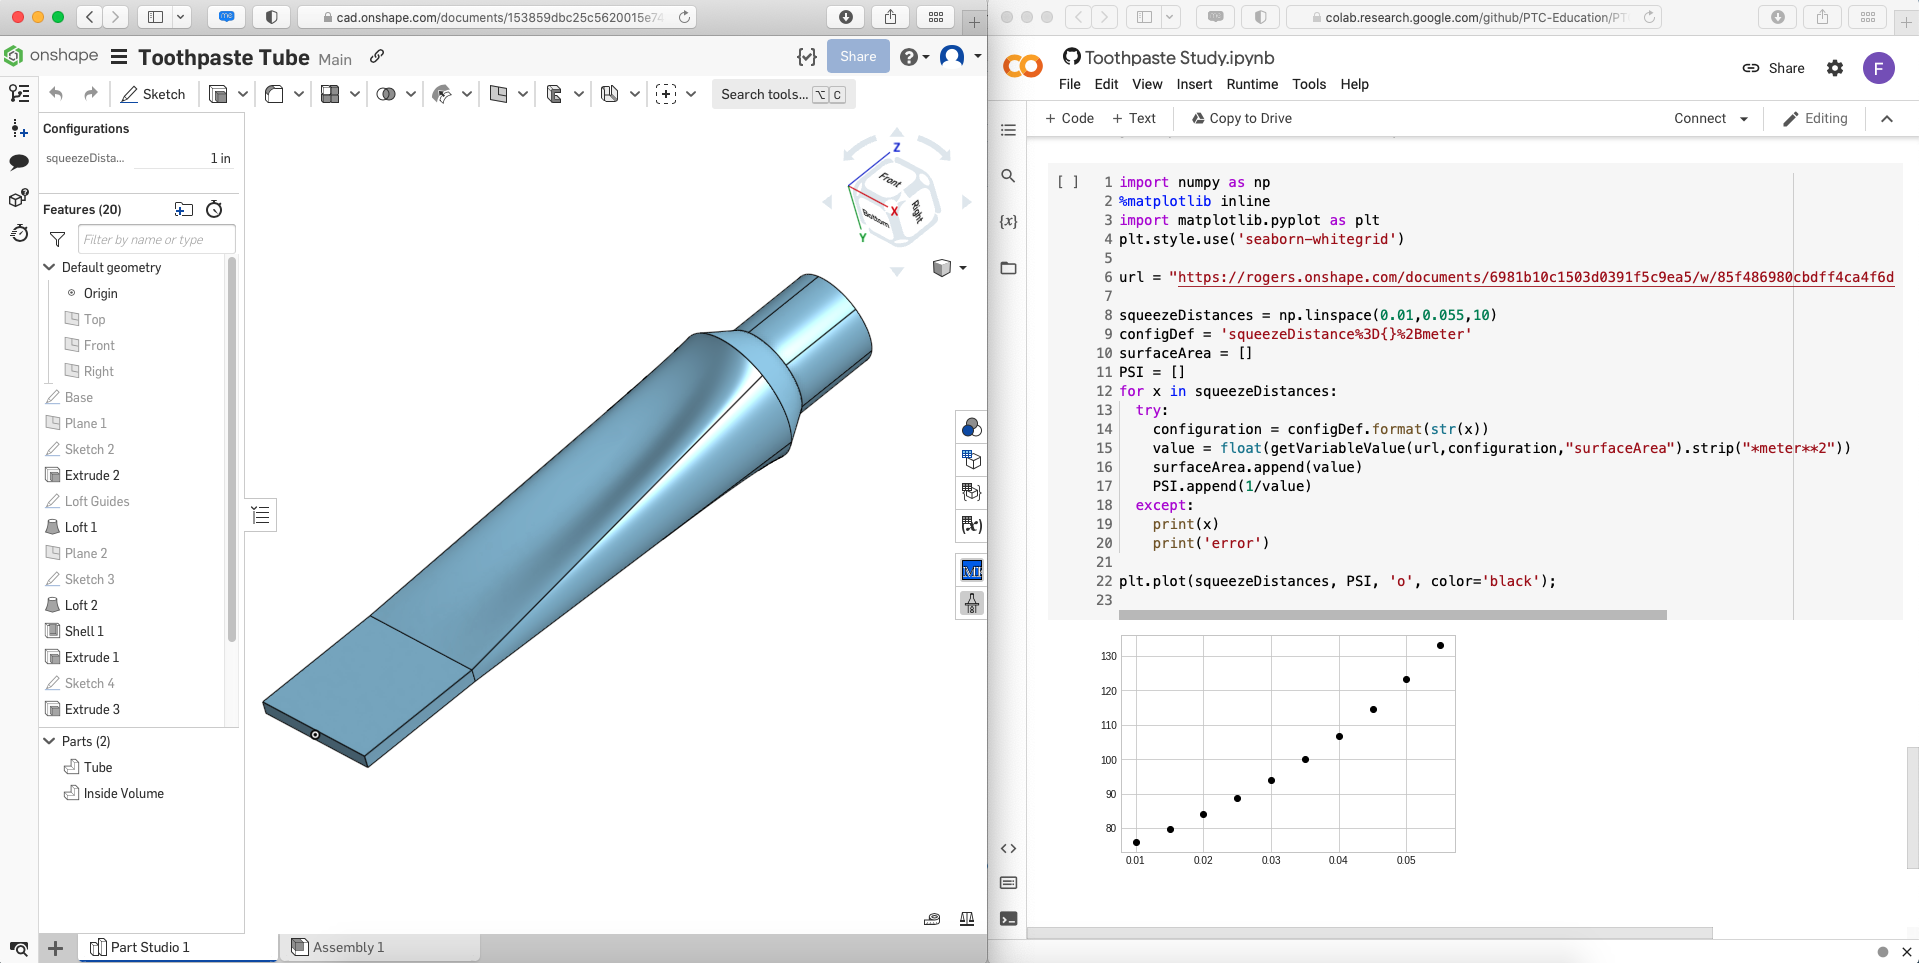 cad.onshape.com/documents/153859dbc25c5620015e74
onshape
Toothpaste Tube Main
Share
Sketch
Search tools... ⌥ C
Configurations
squeezeDista... 1 in
Features (20)
Filter by name or type
Default geometry
Origin
Top
Front
Right
Base
Plane 1
Sketch 2
Extrude 2
Loft Guides
Loft 1
Plane 2
Sketch 3
Loft 2
Shell 1
Extrude 1
Sketch 4
Extrude 3
Parts (2)
Tube
Inside Volume
Z
Front
Right
Bottom
X
Y
Part Studio 1
Assembly 1
colab.research.google.com/github/PTC-Education/PT
Toothpaste Study.ipynb
File Edit View Insert Runtime Tools Help
Share
F
+ Code + Text Copy to Drive
Connect
Editing
{x}
[ ]
1 import numpy as np
2 %matplotlib inline
3 import matplotlib.pyplot as plt
4 plt.style.use('seaborn-whitegrid')
5
6 url = "https://rogers.onshape.com/documents/6981b10c1503d0391f5c9ea5/w/85f486980cbdff4ca4f6d
7
8 squeezeDistances = np.linspace(0.01,0.055,10)
9 configDef = 'squeezeDistance%3D{}%2Bmeter'
10 surfaceArea = []
11 PSI = []
12 for x in squeezeDistances:
13 try:
14 configuration = configDef.format(str(x))
15 value = float(getVariableValue(url,configuration,"surfaceArea").strip("*meter**2"))
16 surfaceArea.append(value)
17 PSI.append(1/value)
18 except:
19 print(x)
20 print('error')
21
22 plt.plot(squeezeDistances, PSI, 'o', color='black');
23
130
120
110
100
90
80
0.01 0.02 0.03 0.04 0.05